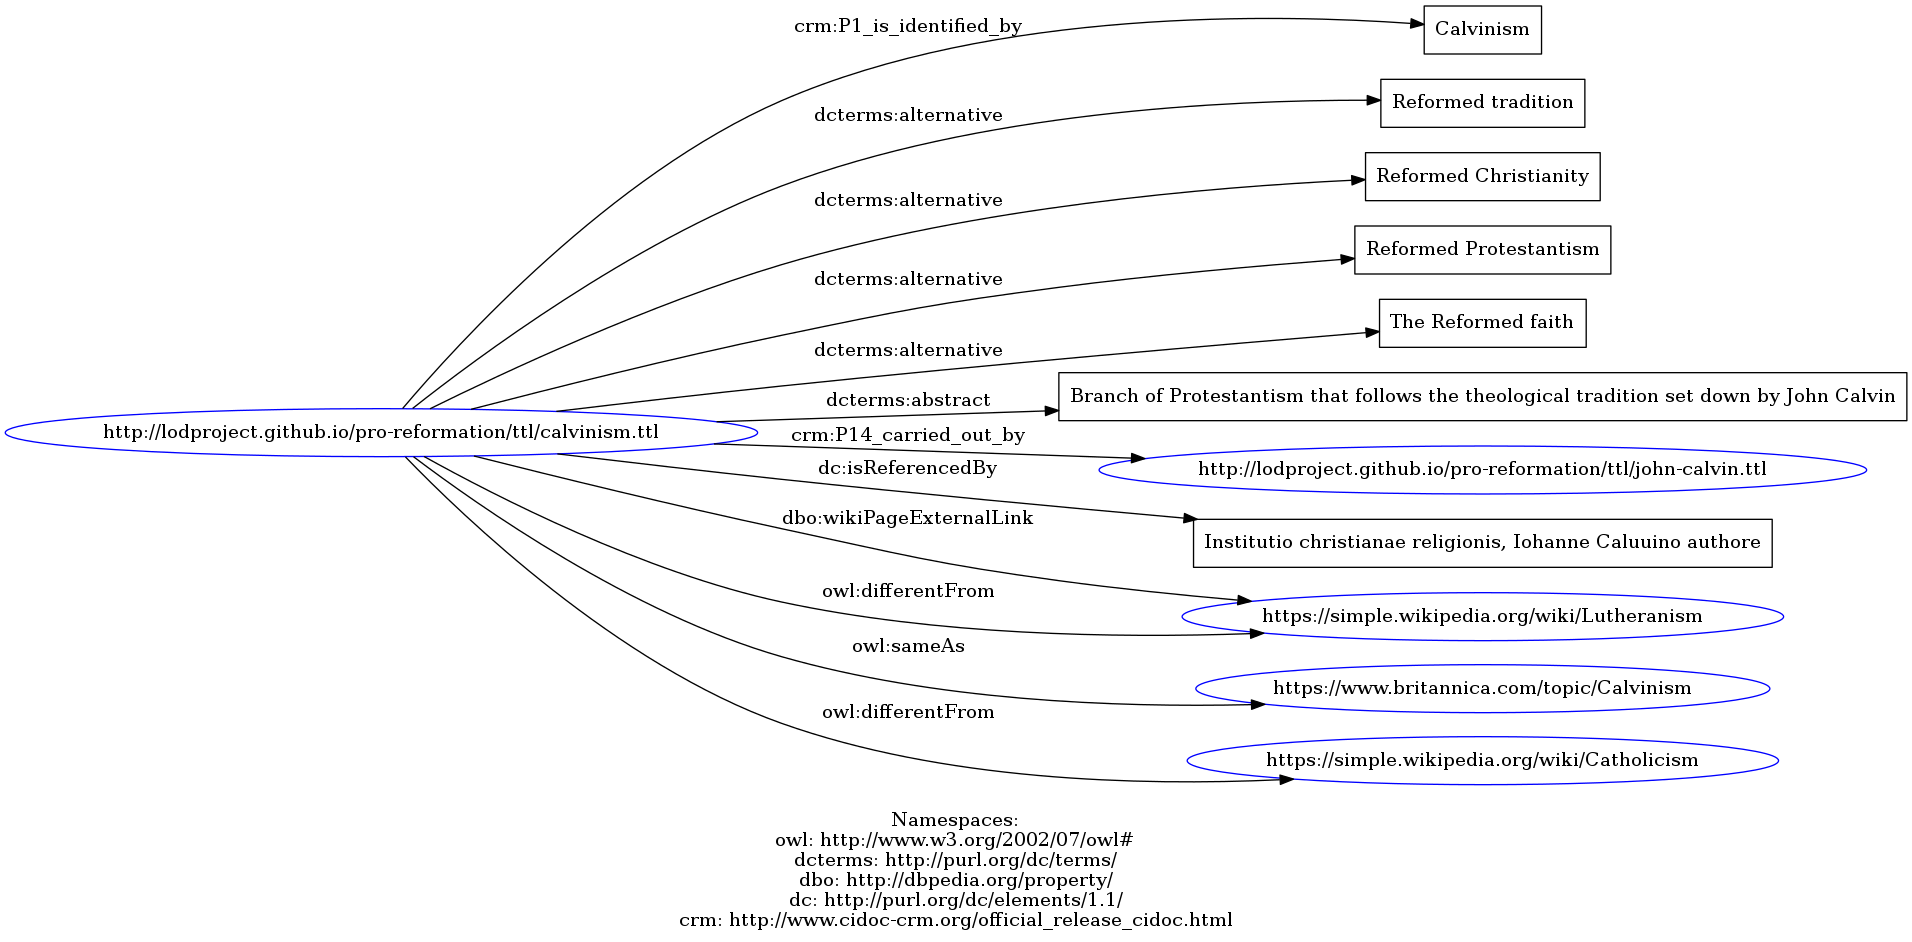 crm:P1_is_identified_by
Calvinism
dcterms:alternative
Reformed tradition
dcterms:alternative
Reformed Christianity
dcterms:alternative
Reformed Protestantism
dcterms:alternative
The Reformed faith
dcterms:abstract
Branch of Protestantism that follows the theological tradition set down by John Calvin
http://lodproject.github.io/pro-reformation/ttl/calvinism.ttl
crm:P14_carried_out_by
http://lodproject.github.io/pro-reformation/ttl/john-calvin.ttl
dc:isReferencedBy
Institutio christianae religionis, Iohanne Caluuino authore
dbo:wikiPageExternalLink
owl:differentFrom
https://simple.wikipedia.org/wiki/Lutheranism
owl:sameAs
https://www.britannica.com/topic/Calvinism
owl:differentFrom
https://simple.wikipedia.org/wiki/Catholicism
Namespaces:
owl: http://www.w3.org/2002/07/owl#
dcterms: http://purl.org/dc/terms/
dbo: http://dbpedia.org/property/
dc: http://purl.org/dc/elements/1.1/
crm: http://www.cidoc-crm.org/official_release_cidoc.html